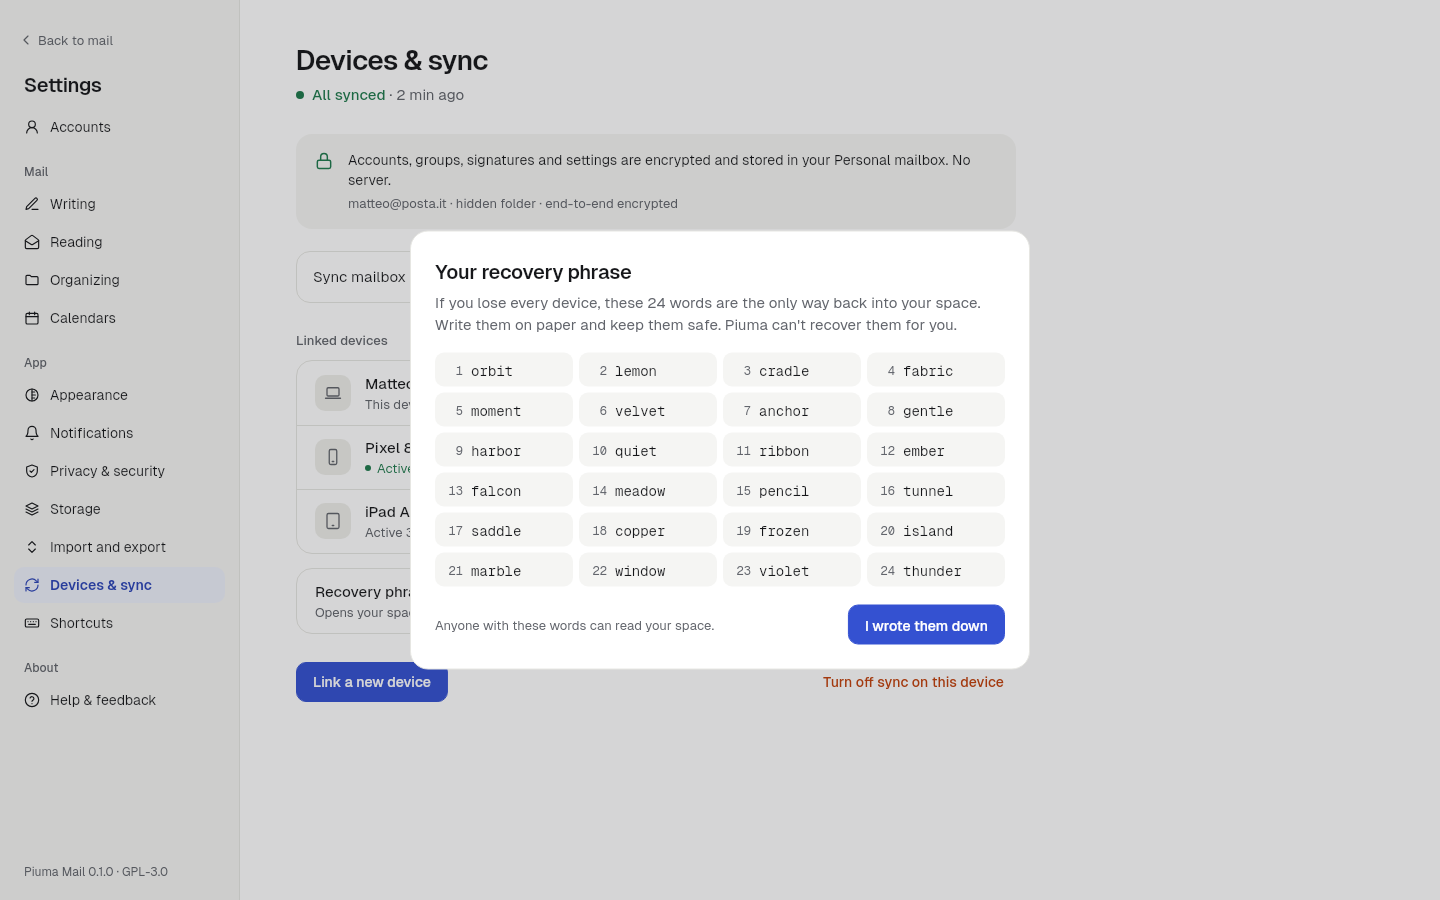 Back to mail
Settings
Accounts
Mail
Writing
Reading
Organizing
Calendars
App
Appearance
Notifications
Privacy & security
Storage
Import and export
Devices & sync
Shortcuts
About
Help & feedback
Piuma Mail 0.1.0 · GPL-3.0
Devices & sync
All synced · 2 min ago
Accounts, groups, signatures and settings are encrypted and stored in your Personal mailbox. No
server.
matteo@posta.it · hidden folder · end-to-end encrypted
Sync mailbox
Linked devices
Matteo
This
Pixel 8
Active
iPad
Active
Recovery
Opens your
Link a new device
Turn off sync on this device
Your recovery phrase
If you lose every device, these 24 words are the only way back into your space.
Write them on paper and keep them safe. Piuma can't recover them for you.
1 orbit 2 lemon 3 cradle 4 fabric
5 moment 6 velvet 7 anchor 8 gentle
9 harbor 10 quiet 11 ribbon 12 ember
13 falcon 14 meadow 15 pencil 16 tunnel
17 saddle 18 copper 19 frozen 20 island
21 marble 22 window 23 violet 24 thunder
Anyone with these words can read your space.
I wrote them down